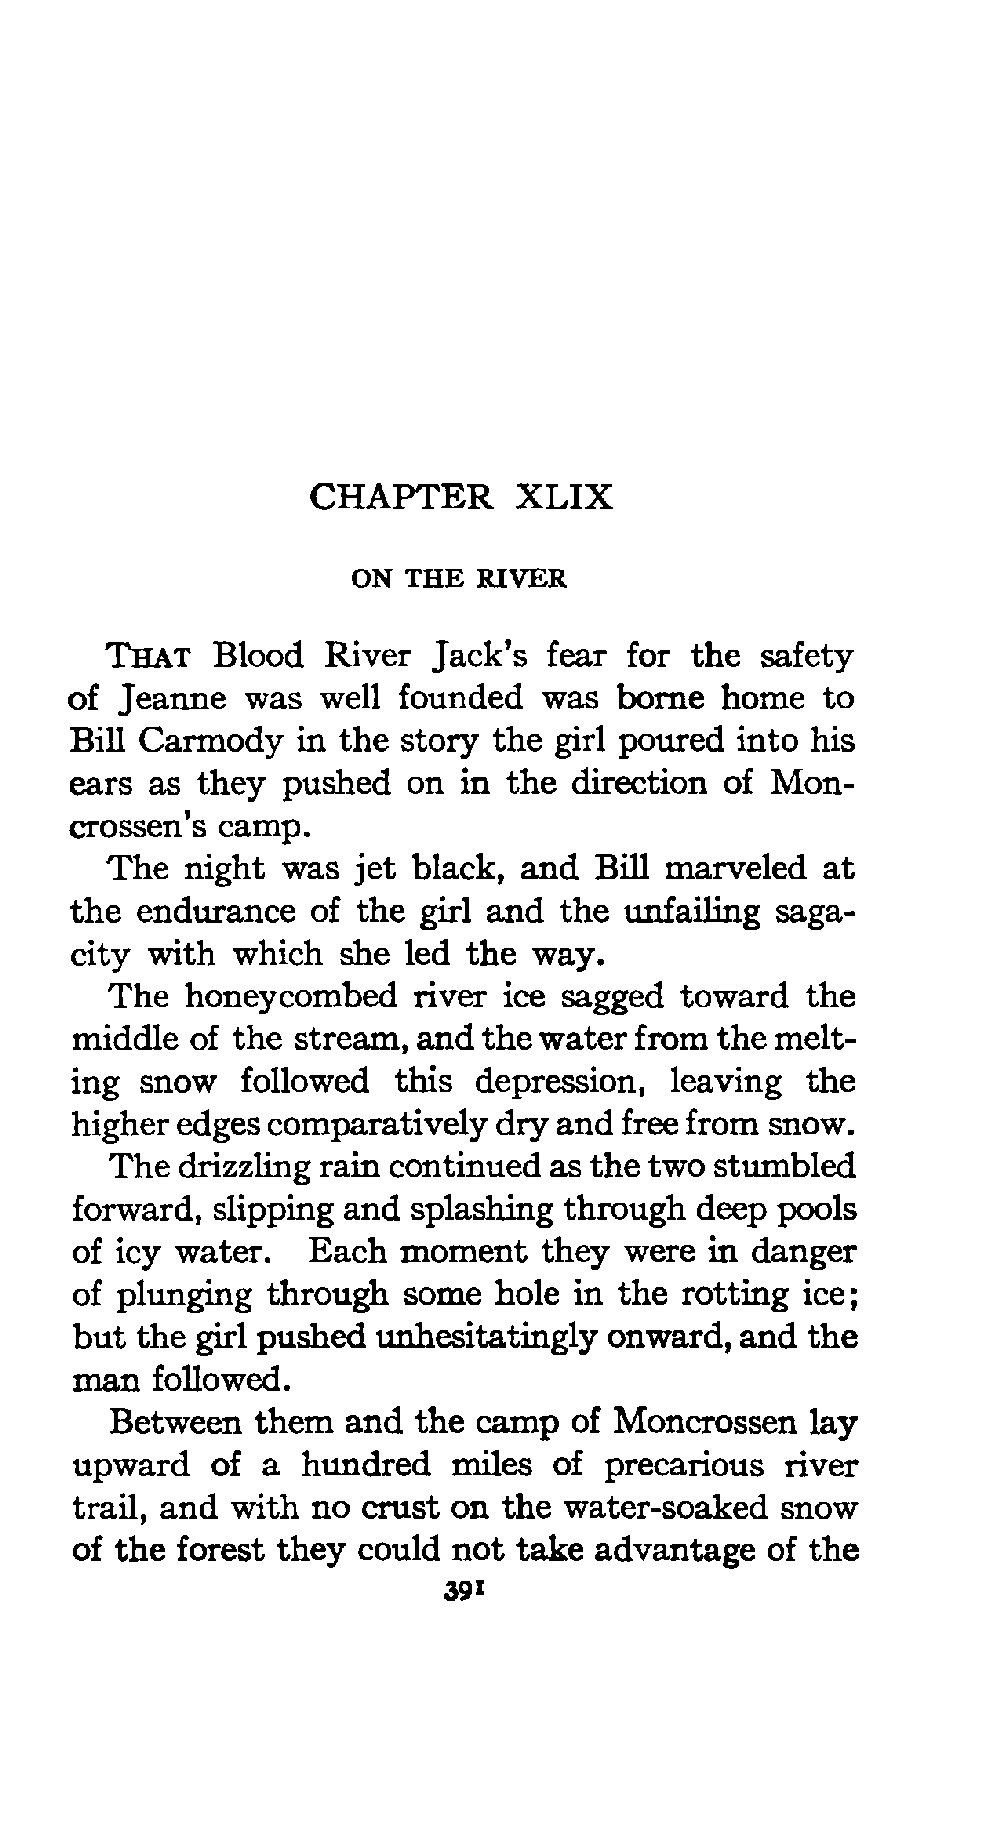 CHAPTER XLIX
ON THE RIVER
THAT Blood River Jack's fear for the safety
of Jeanne was well founded was borne home to
Bill Carmody in the story the girl poured into his
ears as they pushed on in the direction of Mon-
crossen's camp.
The night was jet black, and Bill marveled at
the endurance of the girl and the unfailing saga-
city with which she led the way.
The honeycombed river ice sagged toward the
middle of the stream, and the water from the melt-
ing snow followed this depression, leaving the
higher edges comparatively dry and free from snow.
The drizzling rain continued as the two stumbled
forward, slipping and splashing through deep pools
of icy water. Each moment they were in danger
of plunging through some hole in the rotting ice;
but the girl pushed unhesitatingly onward, and the
man followed.
Between them and the camp of Moncrossen lay
upward of a hundred miles of precarious river
trail, and with no crust on the water-soaked snow
of the forest they could not take advantage of the
391